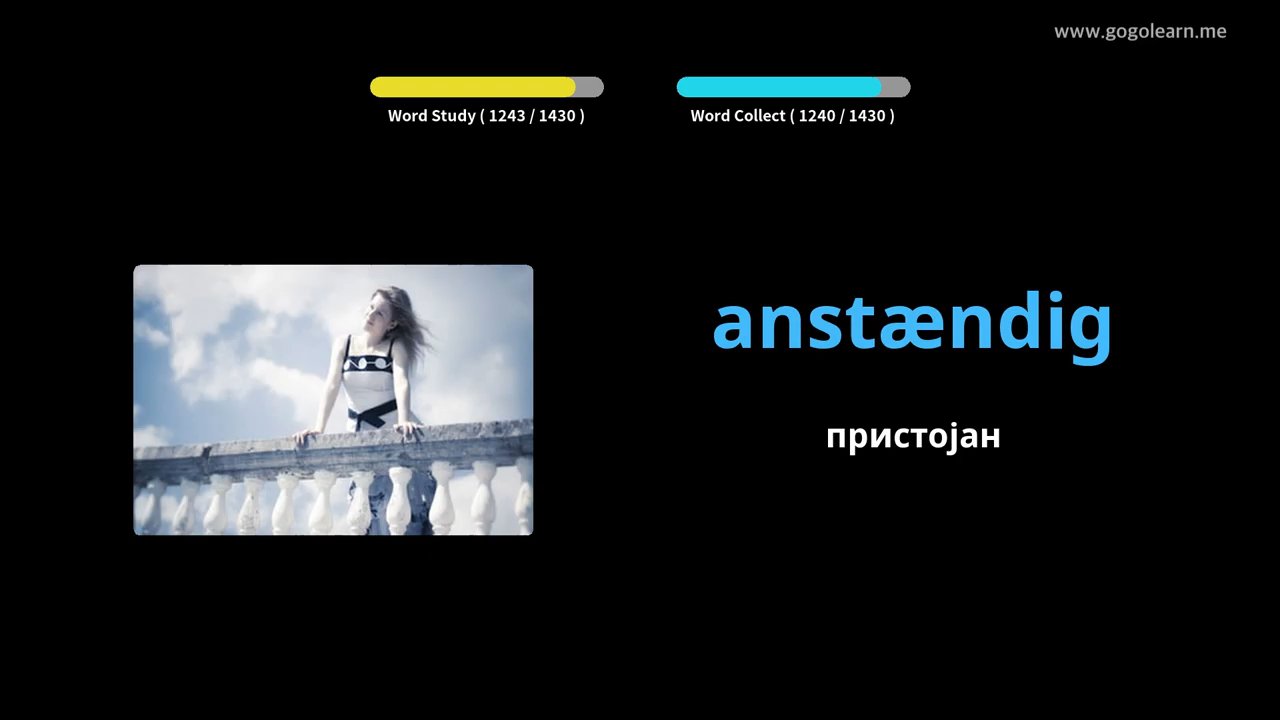 www.gogolearn.me
Word Study ( 1243 / 1430 )
Word Collect ( 1240 / 1430 )
anstændig
пристојан